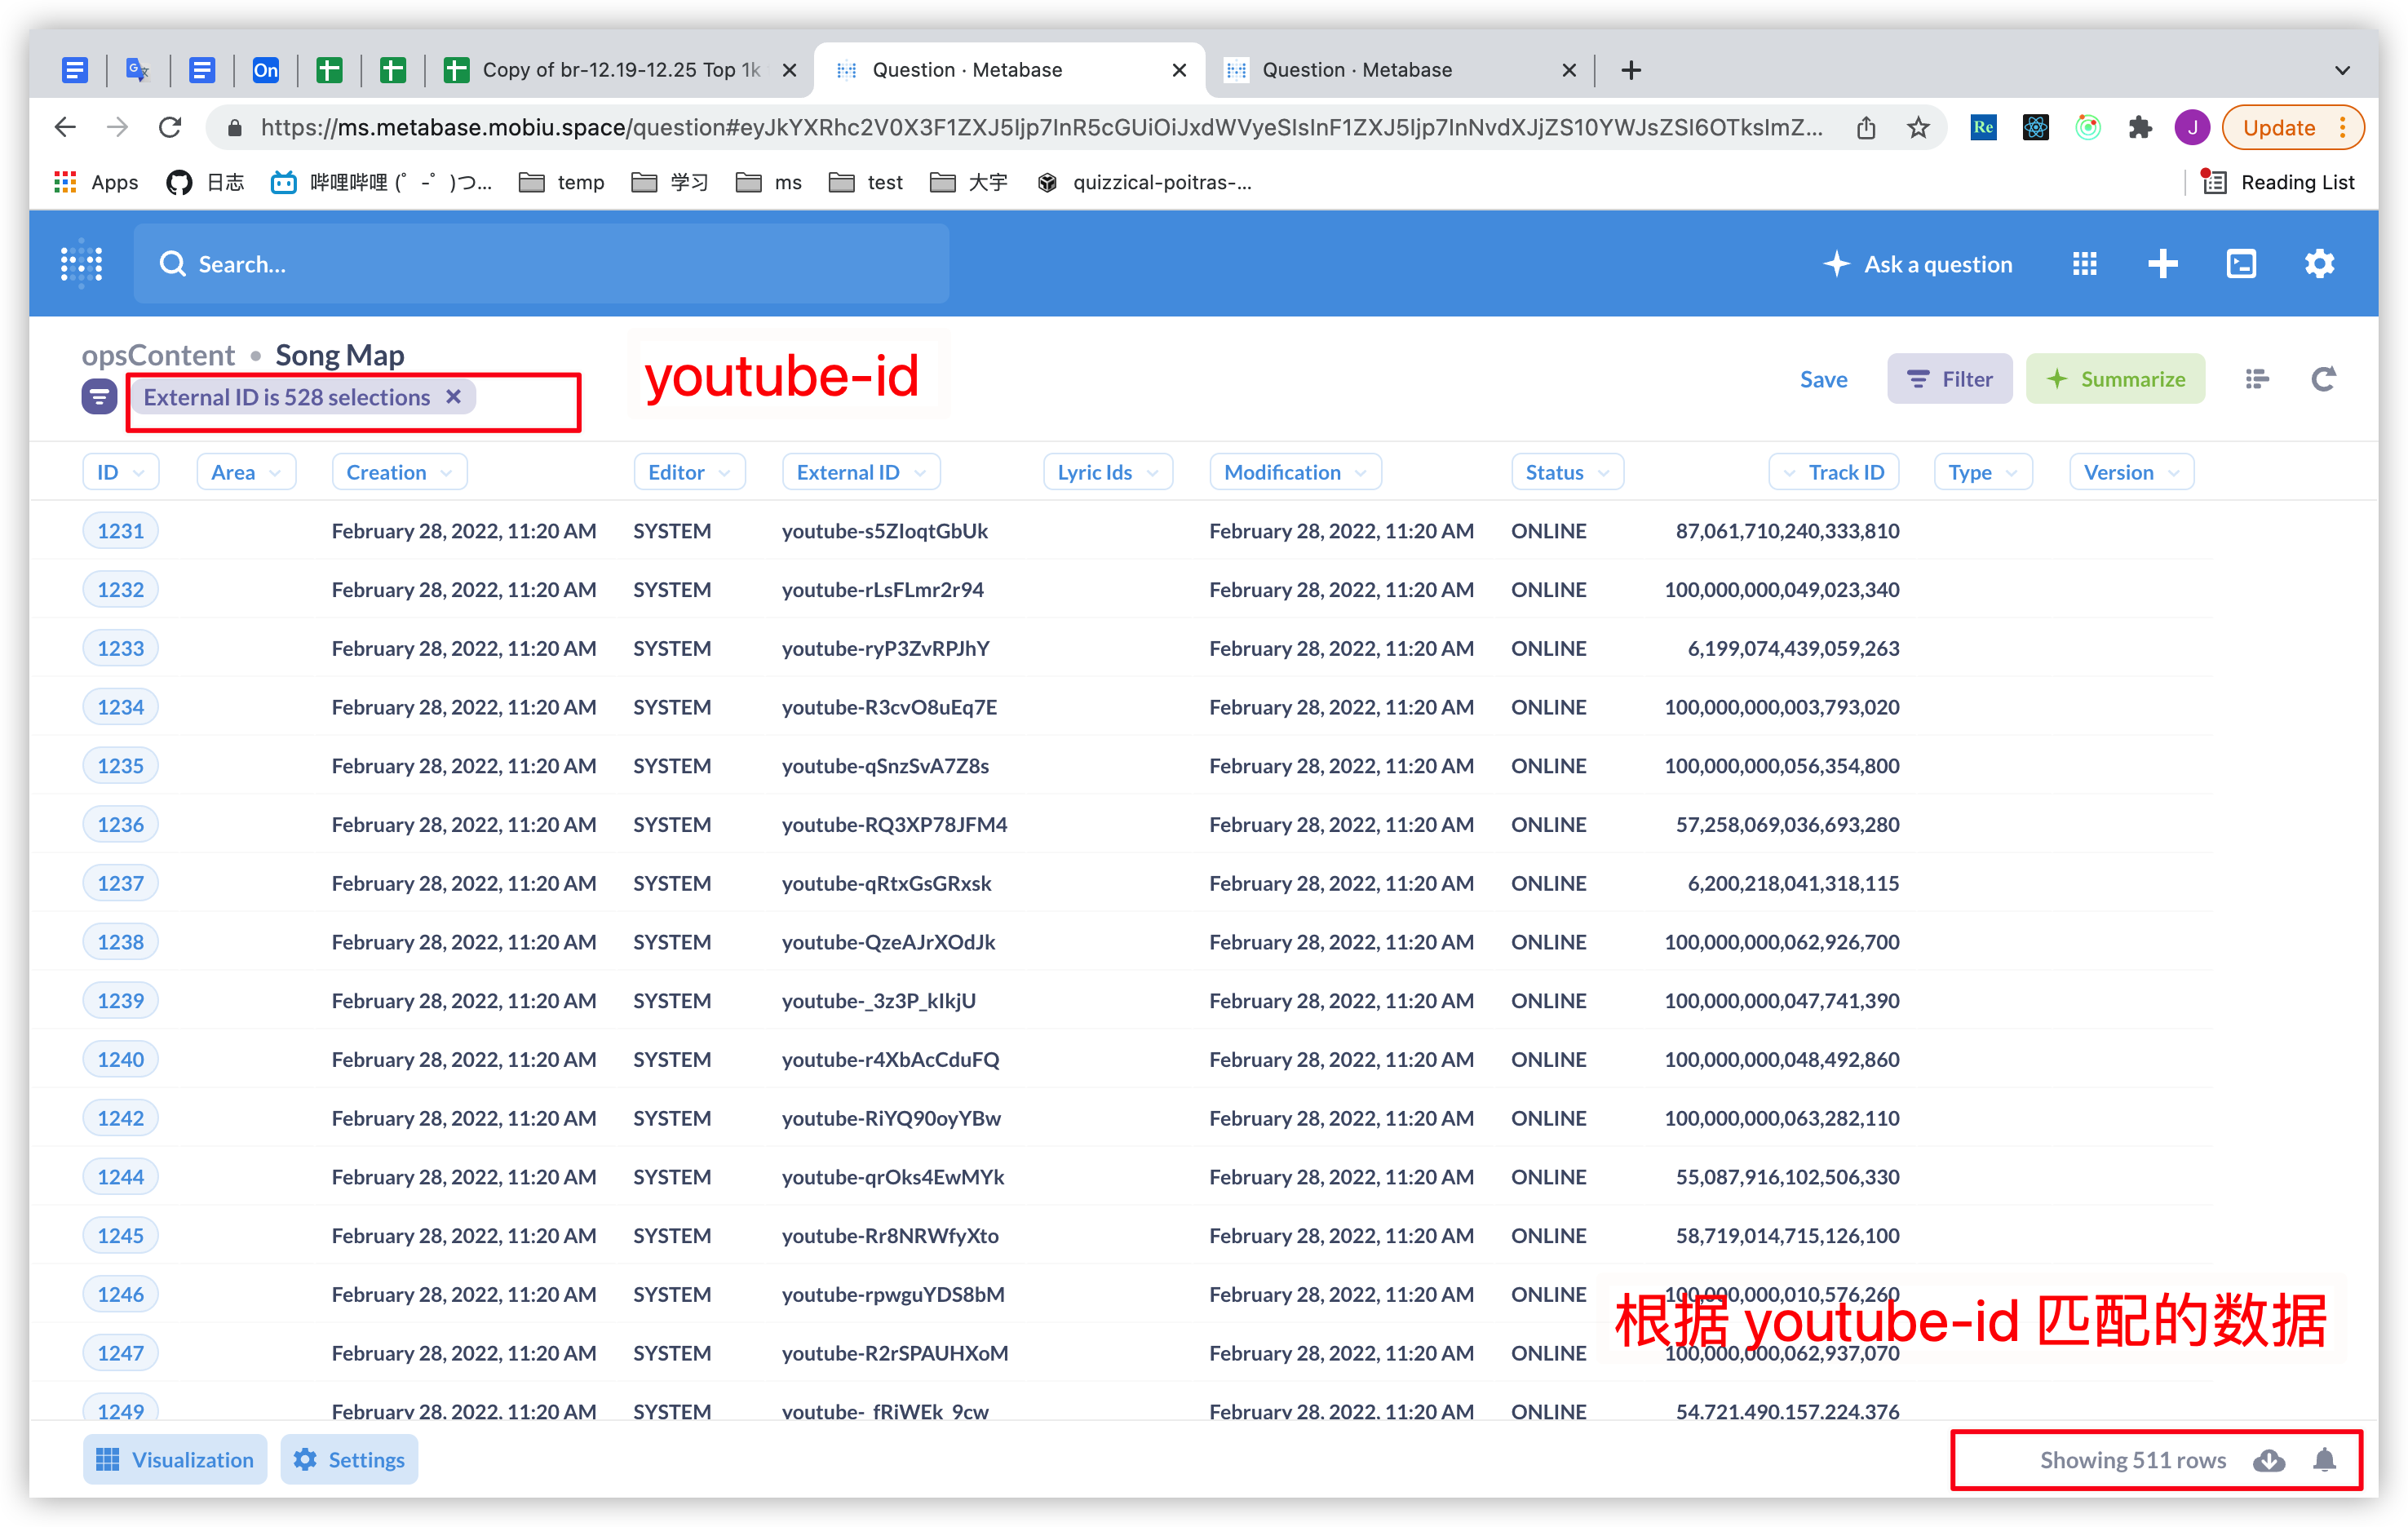 Copy of br-12.19-12.25 Top 1k
Question · Metabase
Question · Metabase
https://ms.metabase.mobiu.space/question#eyJkYXRhc2V0X3F1ZXJ5Ijp7InR5cGUiOiJxdWVyeSIsInF1ZXJ5Ijp7InNvdXJjZS10YWJsZSI6OTksImZ...
Re
J
Update
Apps
日志
哔哩哔哩 (゜-゜)つ...
temp
学习
ms
test
大宇
quizzical-poitras-...
Reading List
Search...
Ask a question
opsContent • Song Map
youtube-id
External ID is 528 selections
Save
Filter
Summarize
ID Area Creation Editor External ID Lyric Ids Modification Status Track ID Type Version
1231 February 28, 2022, 11:20 AM SYSTEM youtube-s5ZIoqtGbUk February 28, 2022, 11:20 AM ONLINE 87,061,710,240,333,810
1232 February 28, 2022, 11:20 AM SYSTEM youtube-rLsFLmr2r94 February 28, 2022, 11:20 AM ONLINE 100,000,000,049,023,340
1233 February 28, 2022, 11:20 AM SYSTEM youtube-ryP3ZvRPJhY February 28, 2022, 11:20 AM ONLINE 6,199,074,439,059,263
1234 February 28, 2022, 11:20 AM SYSTEM youtube-R3cvO8uEq7E February 28, 2022, 11:20 AM ONLINE 100,000,000,003,793,020
1235 February 28, 2022, 11:20 AM SYSTEM youtube-qSnzSvA7Z8s February 28, 2022, 11:20 AM ONLINE 100,000,000,056,354,800
1236 February 28, 2022, 11:20 AM SYSTEM youtube-RQ3XP78JFM4 February 28, 2022, 11:20 AM ONLINE 57,258,069,036,693,280
1237 February 28, 2022, 11:20 AM SYSTEM youtube-qRtxGsGRxsk February 28, 2022, 11:20 AM ONLINE 6,200,218,041,318,115
1238 February 28, 2022, 11:20 AM SYSTEM youtube-QzeAJrXOdJk February 28, 2022, 11:20 AM ONLINE 100,000,000,062,926,700
1239 February 28, 2022, 11:20 AM SYSTEM youtube-_3z3P_kIkjU February 28, 2022, 11:20 AM ONLINE 100,000,000,047,741,390
1240 February 28, 2022, 11:20 AM SYSTEM youtube-r4XbAcCduFQ February 28, 2022, 11:20 AM ONLINE 100,000,000,048,492,860
1242 February 28, 2022, 11:20 AM SYSTEM youtube-RiYQ90oyYBw February 28, 2022, 11:20 AM ONLINE 100,000,000,063,282,110
1244 February 28, 2022, 11:20 AM SYSTEM youtube-qrOks4EwMYk February 28, 2022, 11:20 AM ONLINE 55,087,916,102,506,330
1245 February 28, 2022, 11:20 AM SYSTEM youtube-Rr8NRWfyXto February 28, 2022, 11:20 AM ONLINE 58,719,014,715,126,100
1246 February 28, 2022, 11:20 AM SYSTEM youtube-rpwguYDS8bM February 28, 2022, 11:20 AM ONLINE 100,000,000,010,576,260
根据 youtube-id 匹配的数据
1247 February 28, 2022, 11:20 AM SYSTEM youtube-R2rSPAUHXoM February 28, 2022, 11:20 AM ONLINE 100,000,000,062,937,070
1249 February 28, 2022, 11:20 AM SYSTEM youtube-_fRiWEk_9cw February 28, 2022, 11:20 AM ONLINE 54,721,490,157,224,376
Visualization
Settings
Showing 511 rows